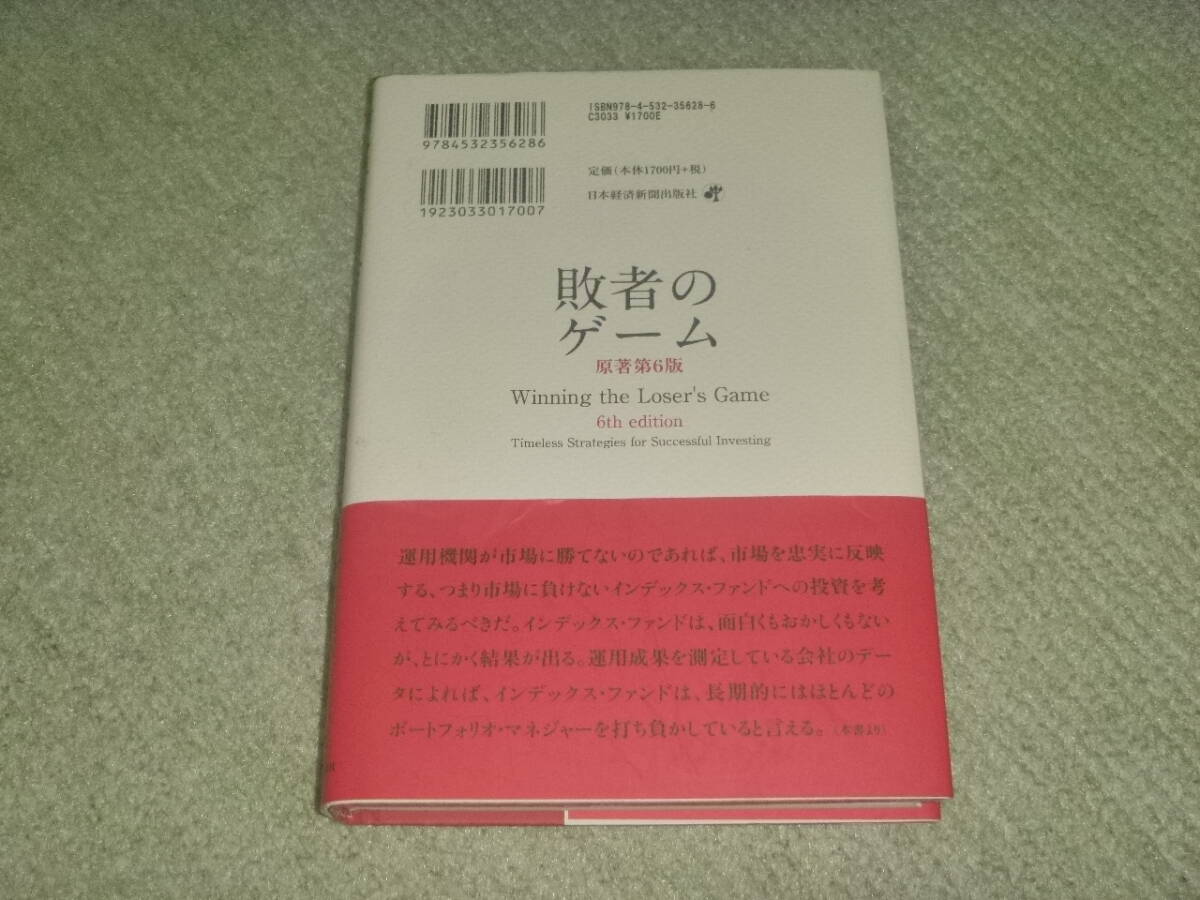 9784532356286
ISBN978-4-532-35628-6
C3033 ¥1700E
1923033017007
定価(本体1700円+税)
日本経済新聞出版社
敗者の
ゲーム
原著第6版
Winning the Loser's Game
6th edition
Timeless Strategies for Successful Investing
運用機関が市場に勝てないのであれば、市場を忠実に反映
する、つまり市場に負けないインデックス・ファンドへの投資を考
えてみるべきだ。インデックス・ファンドは、面白くもおかしくもない
が、とにかく結果が出る。運用成果を測定している会社のデー
タによれば、インデックス・ファンドは、長期的にはほとんどの
ポートフォリオ・マネジャーを打ち負かしていると言える。(本書より)